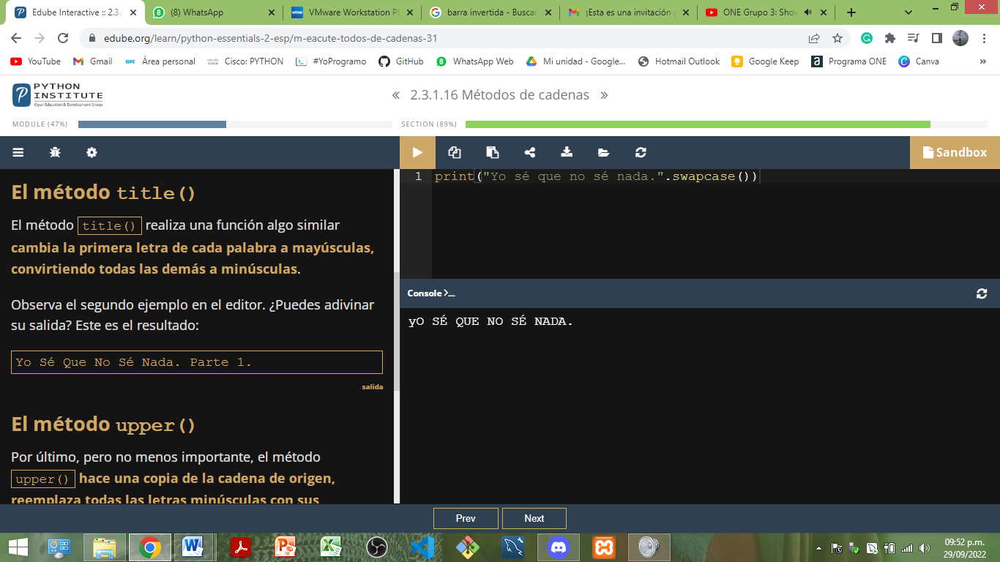 Edube Interactive :: 2.3.
(8) WhatsApp
VMware Workstation Pl
barra invertida - Buscar
¡Esta es una invitación p
ONE Grupo 3: Show
edube.org/learn/python-essentials-2-esp/m-eacute-todos-de-cadenas-31
YouTube
Gmail
ispc Área personal
Cisco: PYTHON
#YoProgramo
GitHub
8 WhatsApp Web
Mi unidad - Google...
Hotmail Outlook
Google Keep
a Programa ONE
Canva
»
PYTHON
INSTITUTE
Open Education & Development Group
« 2.3.1.16 Métodos de cadenas »
MODULE (47%)
SECTION (89%)
Sandbox
El método title()
El método title() realiza una función algo similar
cambia la primera letra de cada palabra a mayúsculas,
convirtiendo todas las demás a minúsculas.
Observa el segundo ejemplo en el editor. ¿Puedes adivinar
su salida? Este es el resultado:
Yo Sé Que No Sé Nada. Parte 1.
salida
El método upper()
Por último, pero no menos importante, el método
upper() hace una copia de la cadena de origen,
reemplaza todas las letras minúsculas con sus
1 print("Yo sé que no sé nada.".swapcase())
Console
yO SÉ QUE NO SÉ NADA.
Prev
Next
09:52 p.m.
29/09/2022